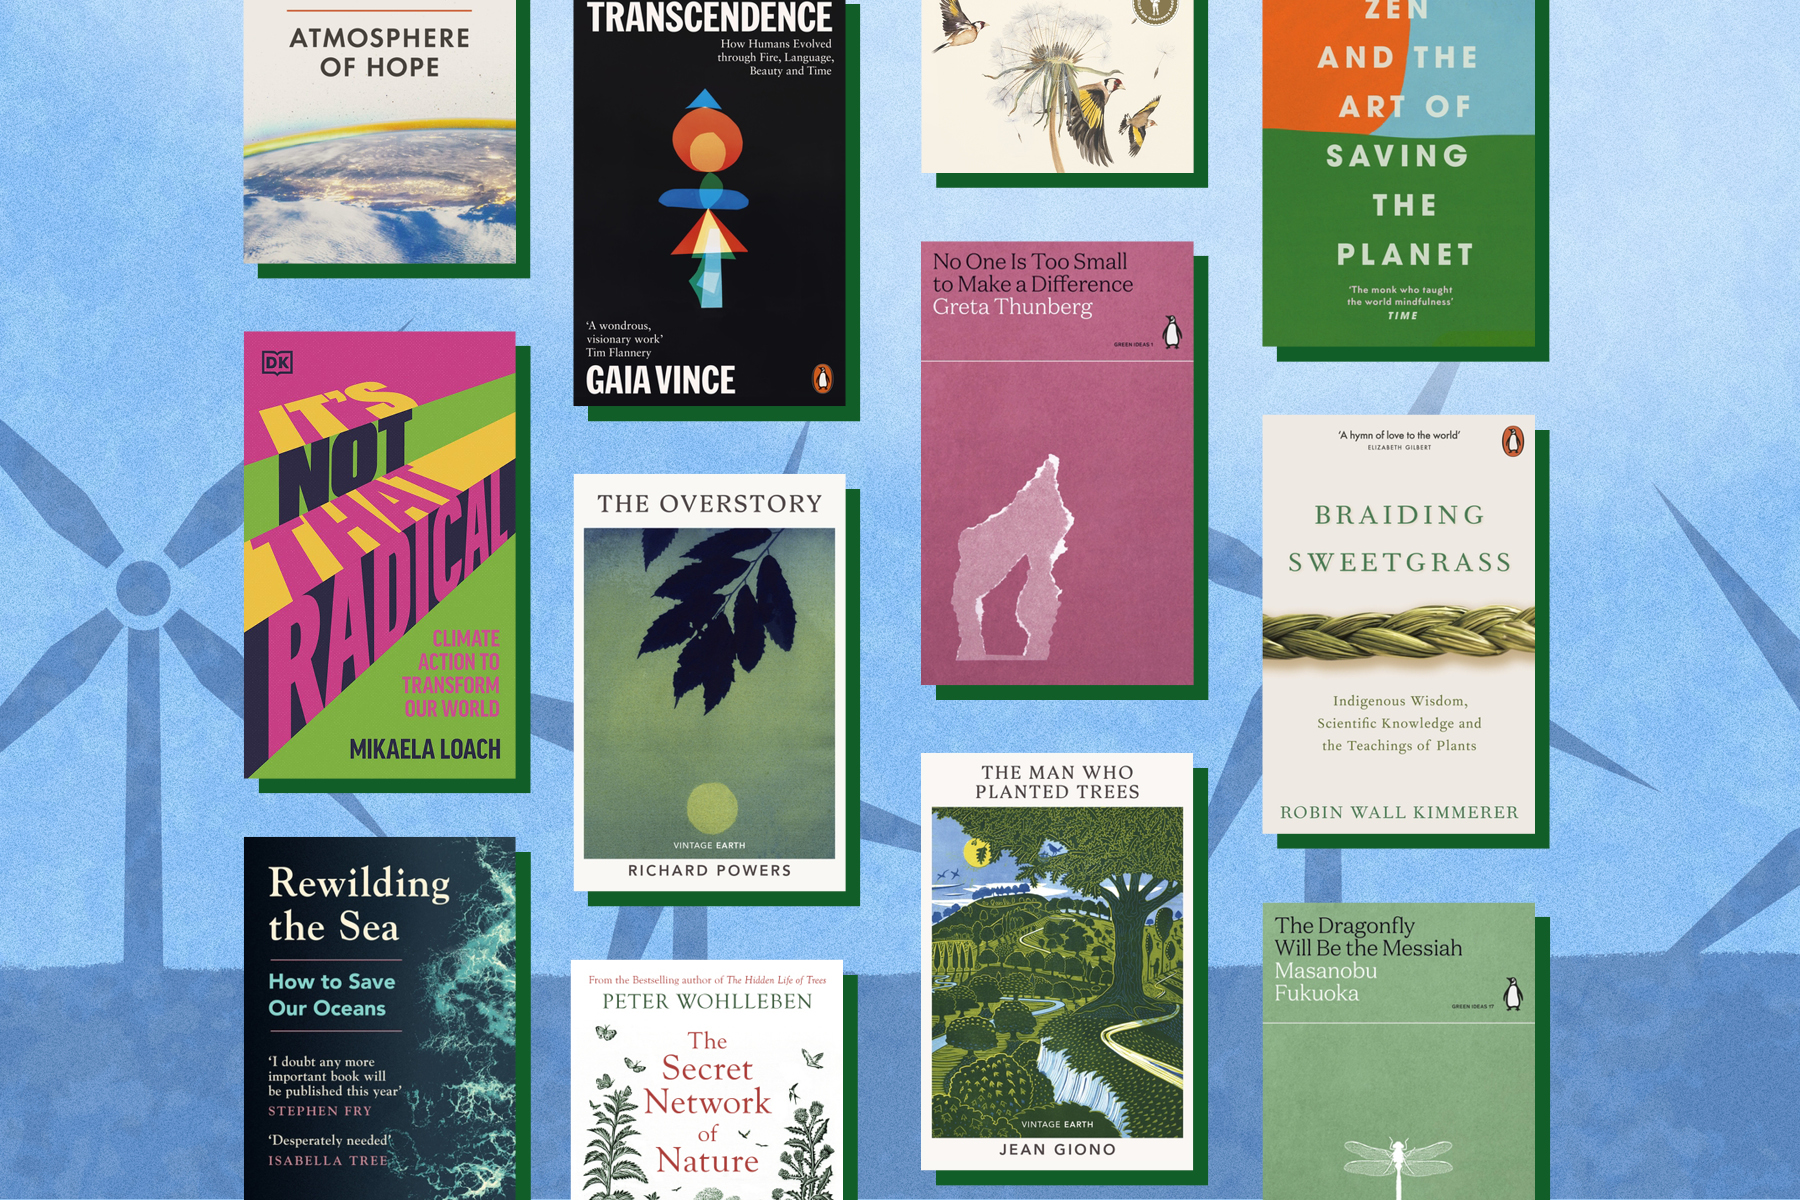 ATMOSPHERE
OF HOPE
DK
IT'S
NOT
THAT
RADICAL
CLIMATE
ACTION TO
TRANSFORM
OUR WORLD
MIKAELA LOACH
Rewilding
the Sea
How to Save
Our Oceans
‘I doubt any more
important book will
be published this year’
STEPHEN FRY
‘Desperately needed’
ISABELLA TREE
TRANSCENDENCE
How Humans Evolved
through Fire, Language,
Beauty and Time
‘A wondrous,
visionary work’
Tim Flannery
GAIA VINCE
THE OVERSTORY
VINTAGE EARTH
RICHARD POWERS
From the Bestselling author of The Hidden Life of Trees
PETER WOHLLEBEN
The
Secret
Network
of
Nature
No One Is Too Small
to Make a Difference
Greta Thunberg
GREEN IDEAS 1
THE MAN WHO
PLANTED TREES
VINTAGE EARTH
JEAN GIONO
ZEN
AND THE
ART OF
SAVING
THE
PLANET
‘The monk who taught
the world mindfulness’
TIME
‘A hymn of love to the world’
ELIZABETH GILBERT
BRAIDING
SWEETGRASS
Indigenous Wisdom,
Scientific Knowledge and
the Teachings of Plants
ROBIN WALL KIMMERER
The Dragonfly
Will Be the Messiah
Masanobu
Fukuoka
GREEN IDEAS 17